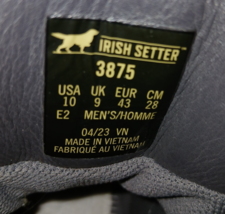 IRISH SETTER™
3875
USA UK EUR CM
10 9 43 28
E2 MEN'S/HOMME
04/23 VN
MADE IN VIETNAM
FABRIQUÉ AU VIETNAM